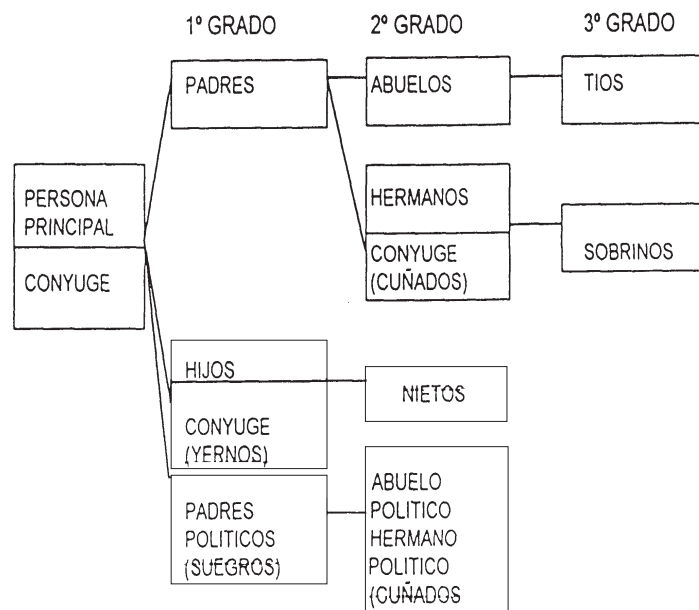 1º GRADO
2º GRADO
3º GRADO
PADRES
ABUELOS
TIOS
PERSONA
PRINCIPAL
CONYUGE
HERMANOS
CONYUGE
(CUÑADOS)
SOBRINOS
HIJOS
CONYUGE
(YERNOS)
NIETOS
PADRES
POLITICOS
(SUEGROS)
ABUELO
POLITICO
HERMANO
POLITICO
(CUÑADOS